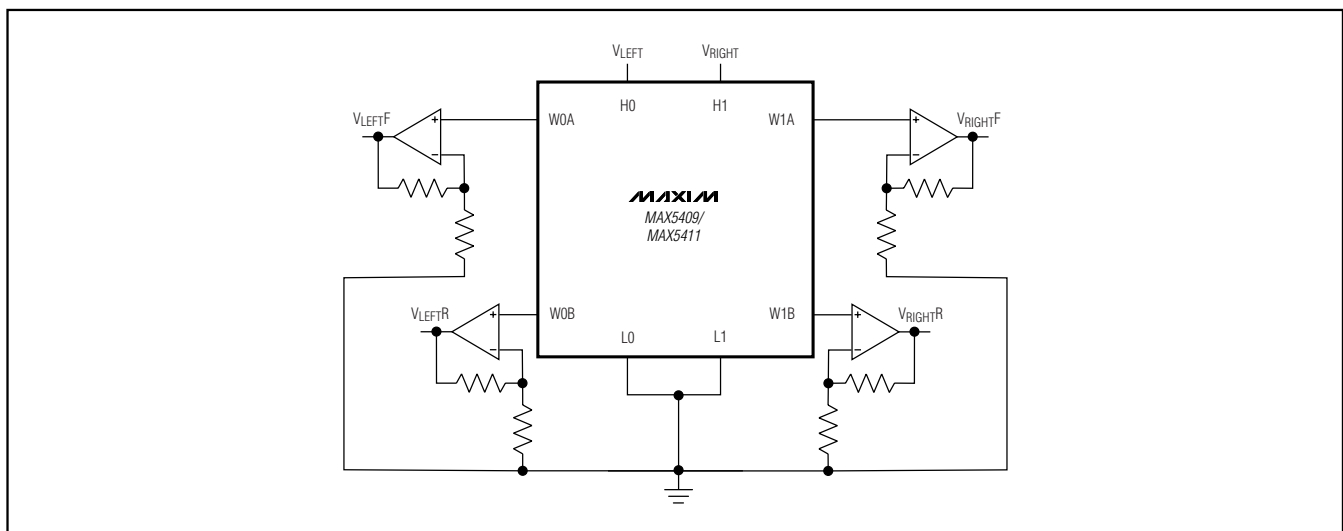 VLEFT VRIGHT
H0 H1
VLEFTF + W0A W1A + VRIGHTF
− −
MAXIM
MAX5409/
MAX5411
VLEFTR + W0B W1B + VRIGHTR
− −
L0 L1